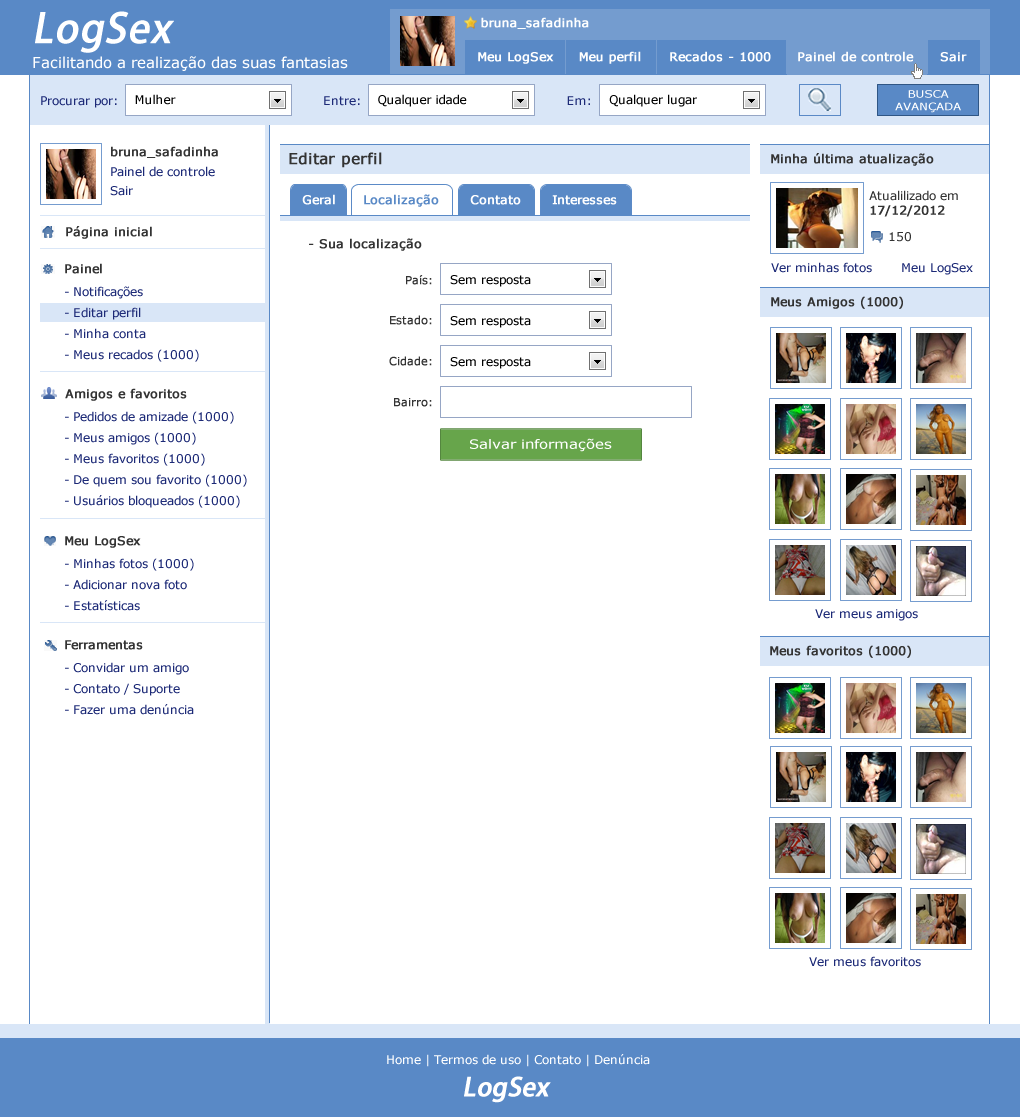 LogSex
Facilitando a realização das suas fantasias
bruna_safadinha
Meu LogSex
Meu perfil
Recados - 1000
Painel de controle
Sair
Procurar por:
Mulher
Entre:
Qualquer idade
Em:
Qualquer lugar
BUSCA
AVANÇADA
bruna_safadinha
Painel de controle
Sair
Página inicial
Painel
- Notificações
- Editar perfil
- Minha conta
- Meus recados (1000)
Amigos e favoritos
- Pedidos de amizade (1000)
- Meus amigos (1000)
- Meus favoritos (1000)
- De quem sou favorito (1000)
- Usuários bloqueados (1000)
Meu LogSex
- Minhas fotos (1000)
- Adicionar nova foto
- Estatísticas
Ferramentas
- Convidar um amigo
- Contato / Suporte
- Fazer uma denúncia
Editar perfil
Geral
Localização
Contato
Interesses
- Sua localização
País:
Sem resposta
Estado:
Sem resposta
Cidade:
Sem resposta
Bairro:
Salvar informações
Minha última atualização
Atualilizado em
17/12/2012
150
Ver minhas fotos
Meu LogSex
Meus Amigos (1000)
Ver meus amigos
Meus favoritos (1000)
Ver meus favoritos
Home | Termos de uso | Contato | Denúncia
LogSex